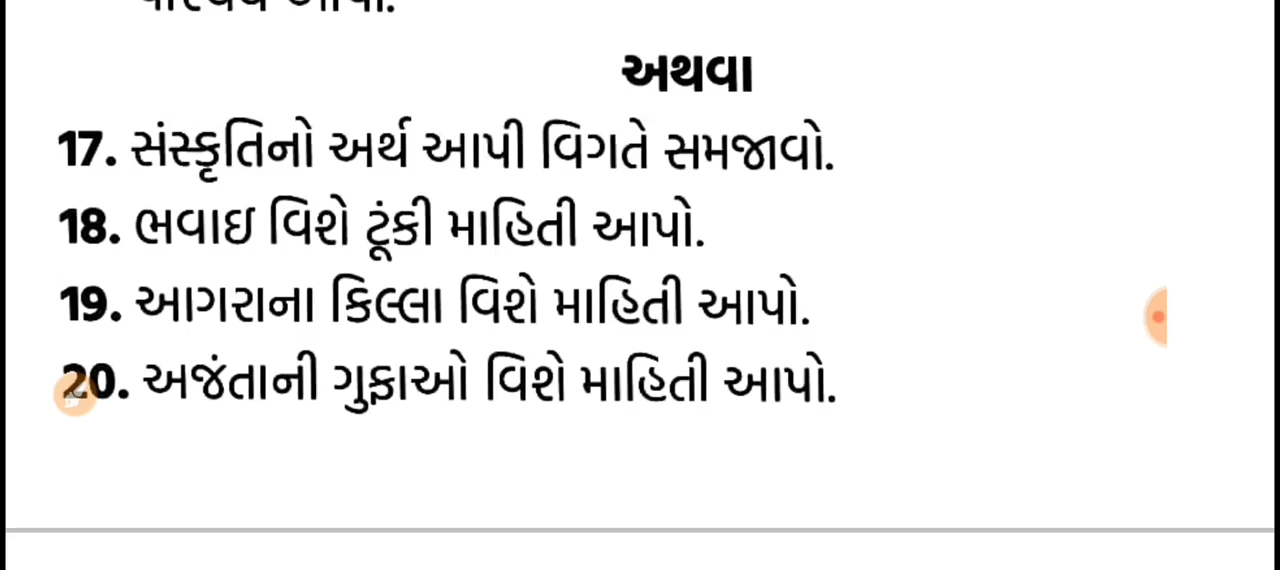 અથવા
17. સંસ્કૃતિનો અર્થ આપી વિગતે સમજાવો.
18. ભવાઇ વિશે ટૂંકી માહિતી આપો.
19. આગરાના કિલ્લા વિશે માહિતી આપો.
20. અજંતાની ગુફાઓ વિશે માહિતી આપો.